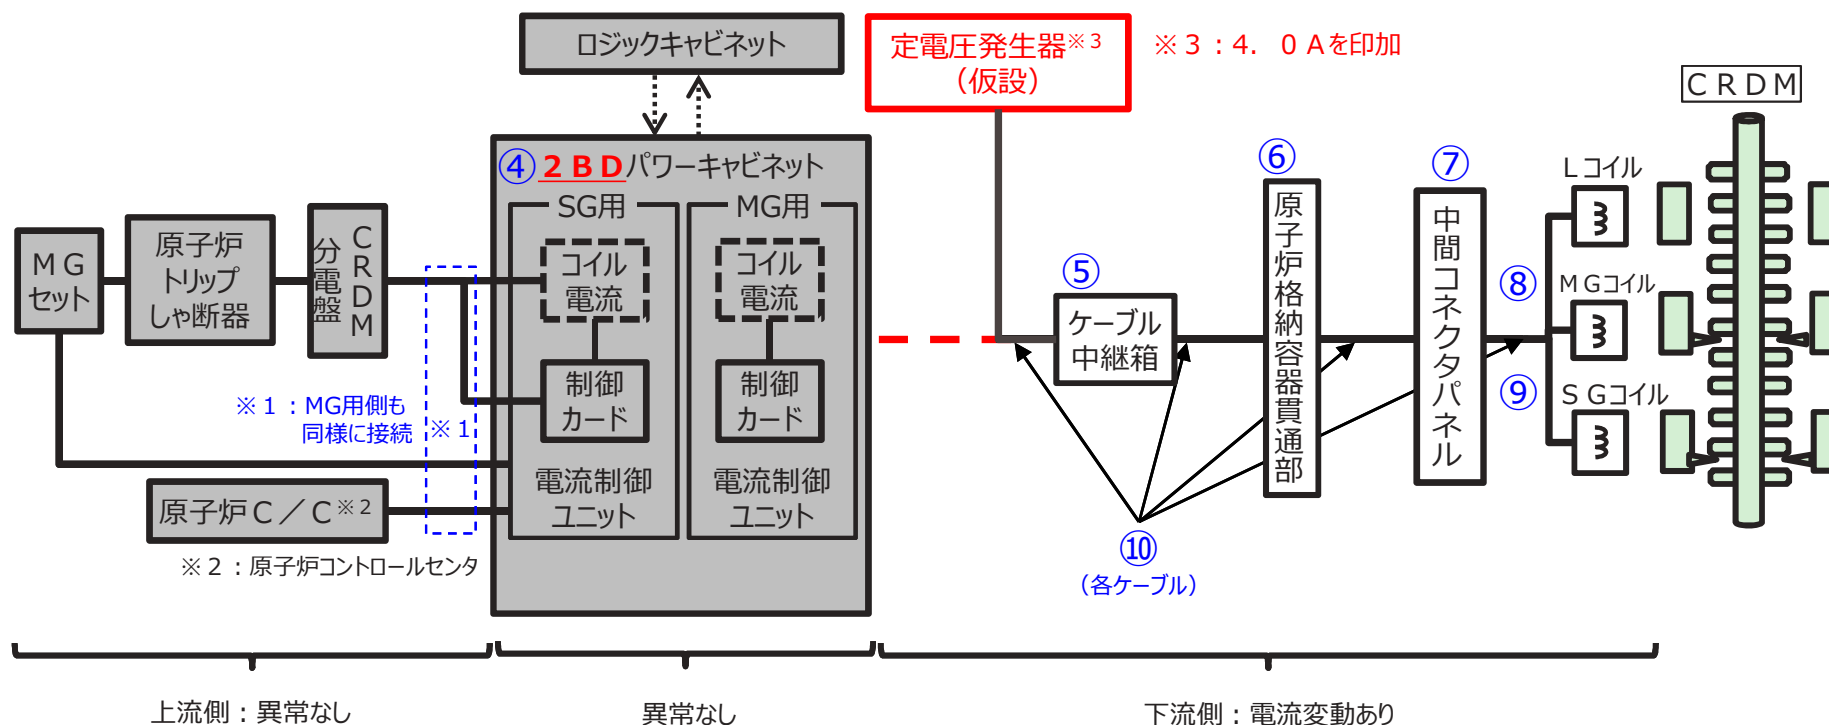 ロジックキャビネット
定電圧発生器※3
（仮設）
※3：4．0Aを印加
CRDM
④2BDパワーキャビネット
SG用
MG用
コイル
電流
コイル
電流
制御
カード
制御
カード
電流制御
ユニット
電流制御
ユニット
MG
セット
原子炉
トリップ
しゃ断器
CRDM
分電盤
※1：MG用側も
同様に接続
※1
原子炉C／C※2
※2：原子炉コントロールセンタ
⑤
ケーブル
中継箱
⑥
原子炉格納容器貫通部
⑦
中間コネクタパネル
⑧
⑨
Lコイル
MGコイル
SGコイル
⑩
（各ケーブル）
上流側：異常なし
異常なし
下流側：電流変動あり